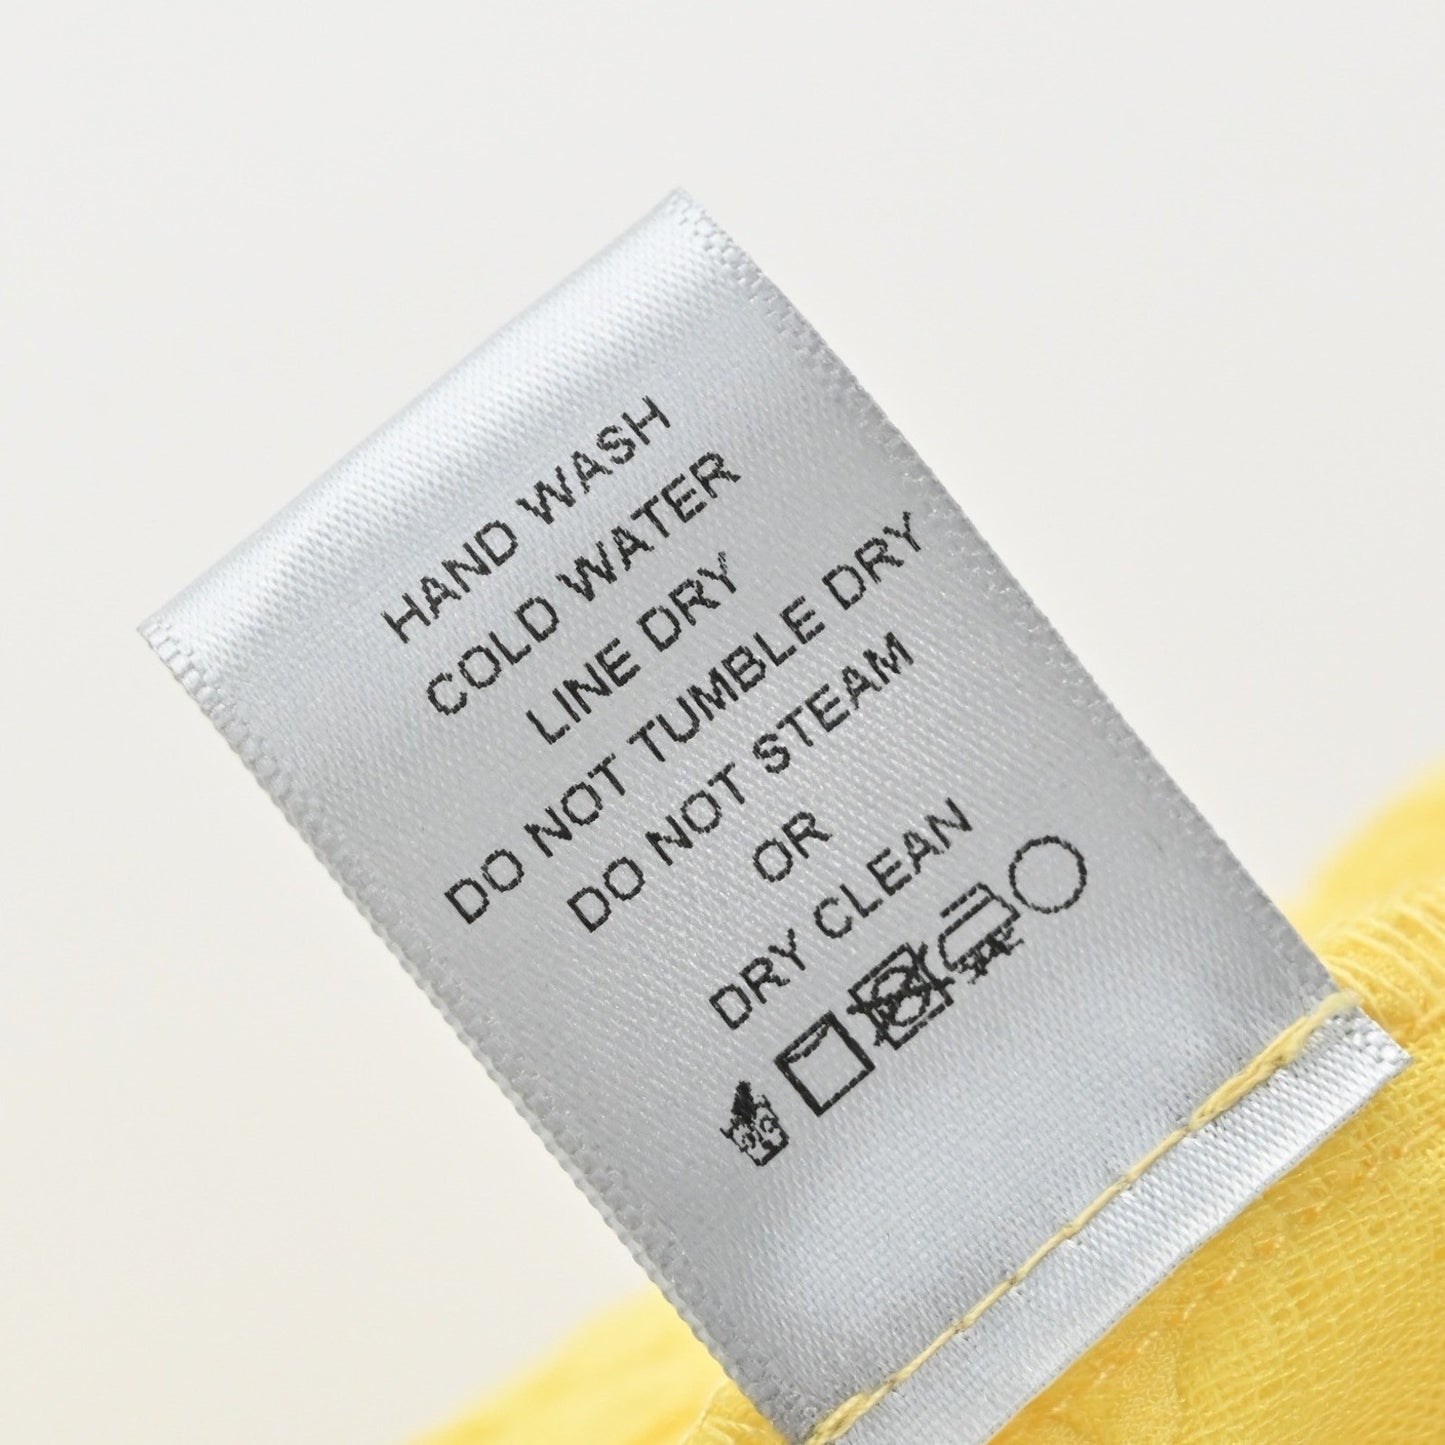 HAND WASH
COLD WATER
LINE DRY
DO NOT TUMBLE DRY
DO NOT STEAM
OR
DRY CLEAN